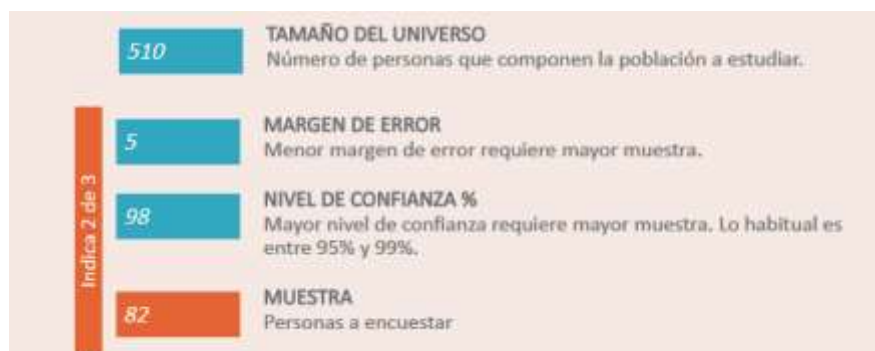 510
TAMAÑO DEL UNIVERSO
Número de personas que componen la población a estudiar.
Indica 2 de 3
5
MARGEN DE ERROR
Menor margen de error requiere mayor muestra.
98
NIVEL DE CONFIANZA %
Mayor nivel de confianza requiere mayor muestra. Lo habitual es
entre 95% y 99%.
82
MUESTRA
Personas a encuestar